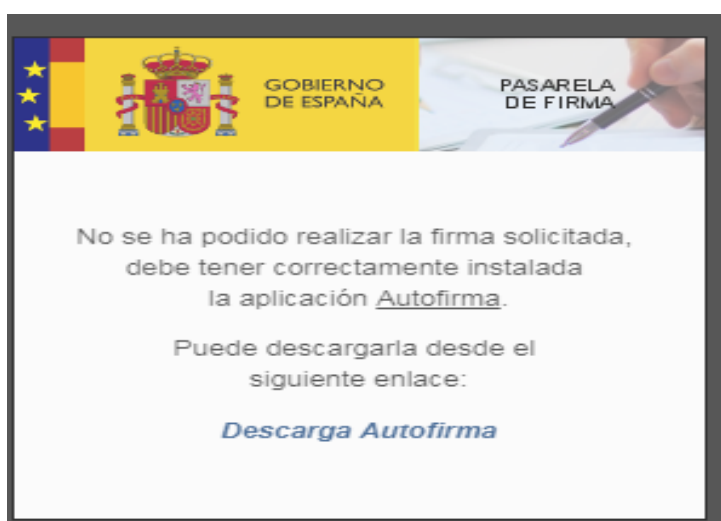 GOBIERNO
DE ESPAÑA
PASARELA
DE FIRMA
No se ha podido realizar la firma solicitada,
debe tener correctamente instalada
la aplicación Autofirma.
Puede descargarla desde el
siguiente enlace:
Descarga Autofirma